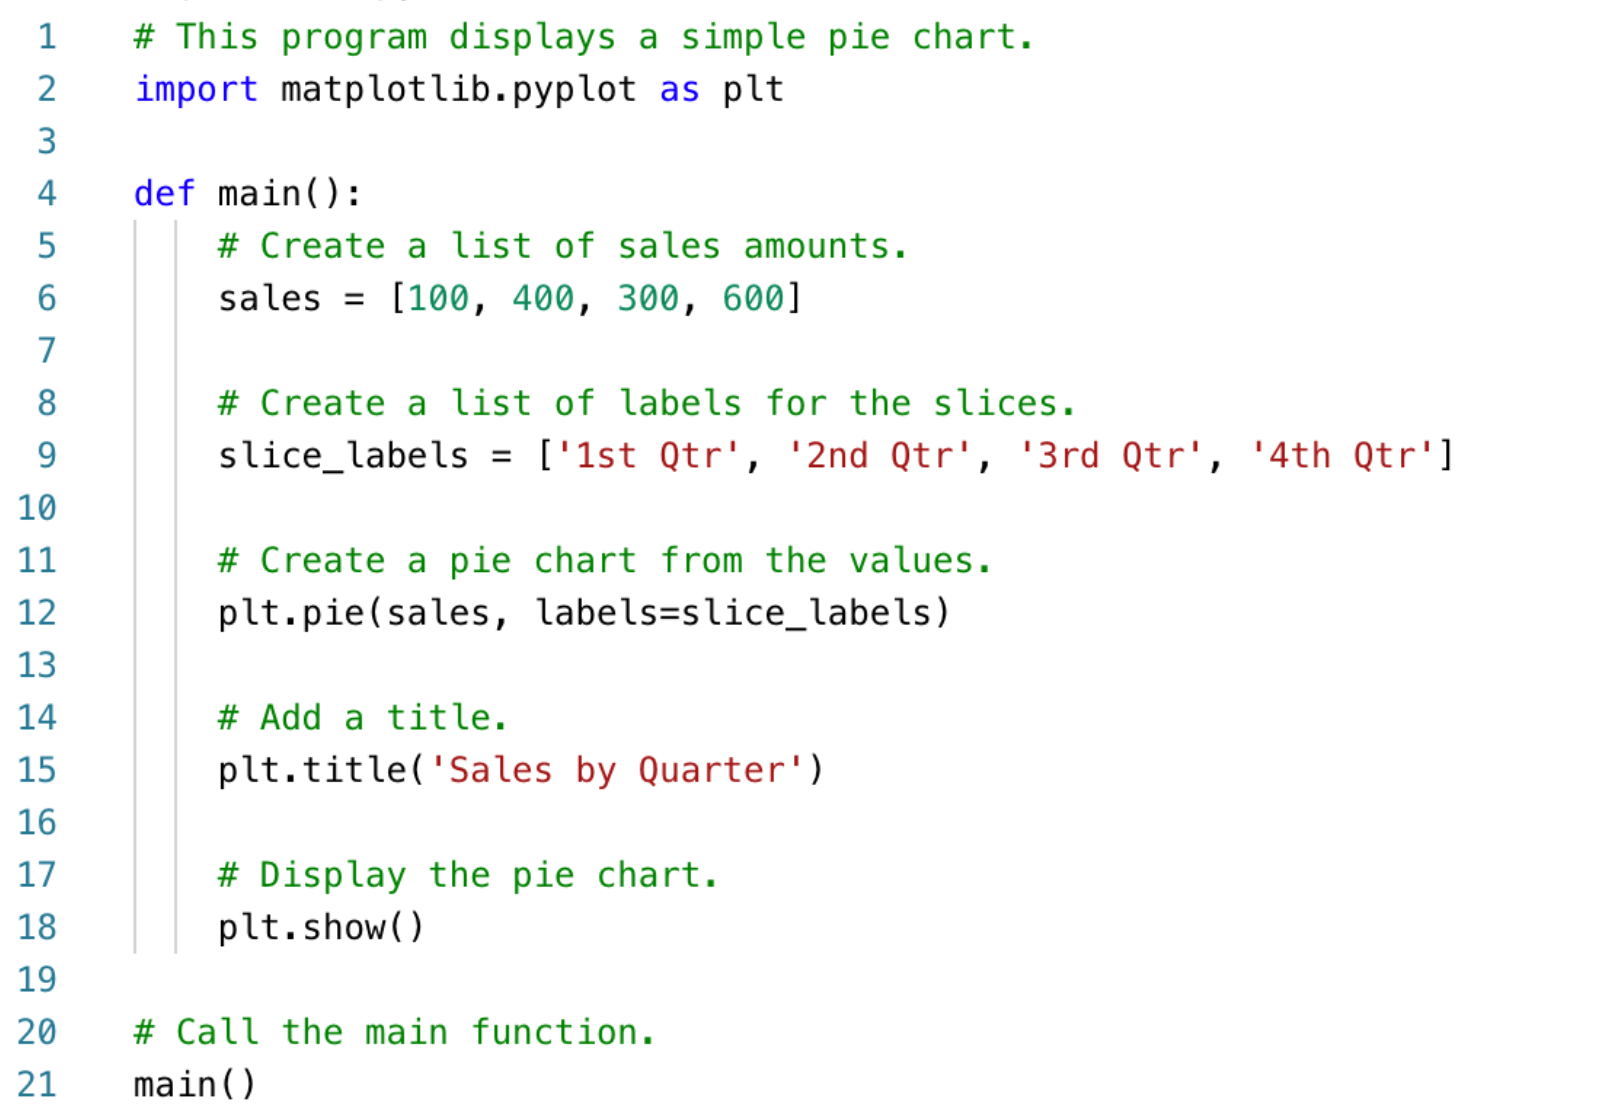 1 # This program displays a simple pie chart.
2 import matplotlib.pyplot as plt
3
4 def main():
5     # Create a list of sales amounts.
6     sales = [100, 400, 300, 600]
7
8     # Create a list of labels for the slices.
9     slice_labels = ['1st Qtr', '2nd Qtr', '3rd Qtr', '4th Qtr']
10
11     # Create a pie chart from the values.
12     plt.pie(sales, labels=slice_labels)
13
14     # Add a title.
15     plt.title('Sales by Quarter')
16
17     # Display the pie chart.
18     plt.show()
19
20 # Call the main function.
21 main()